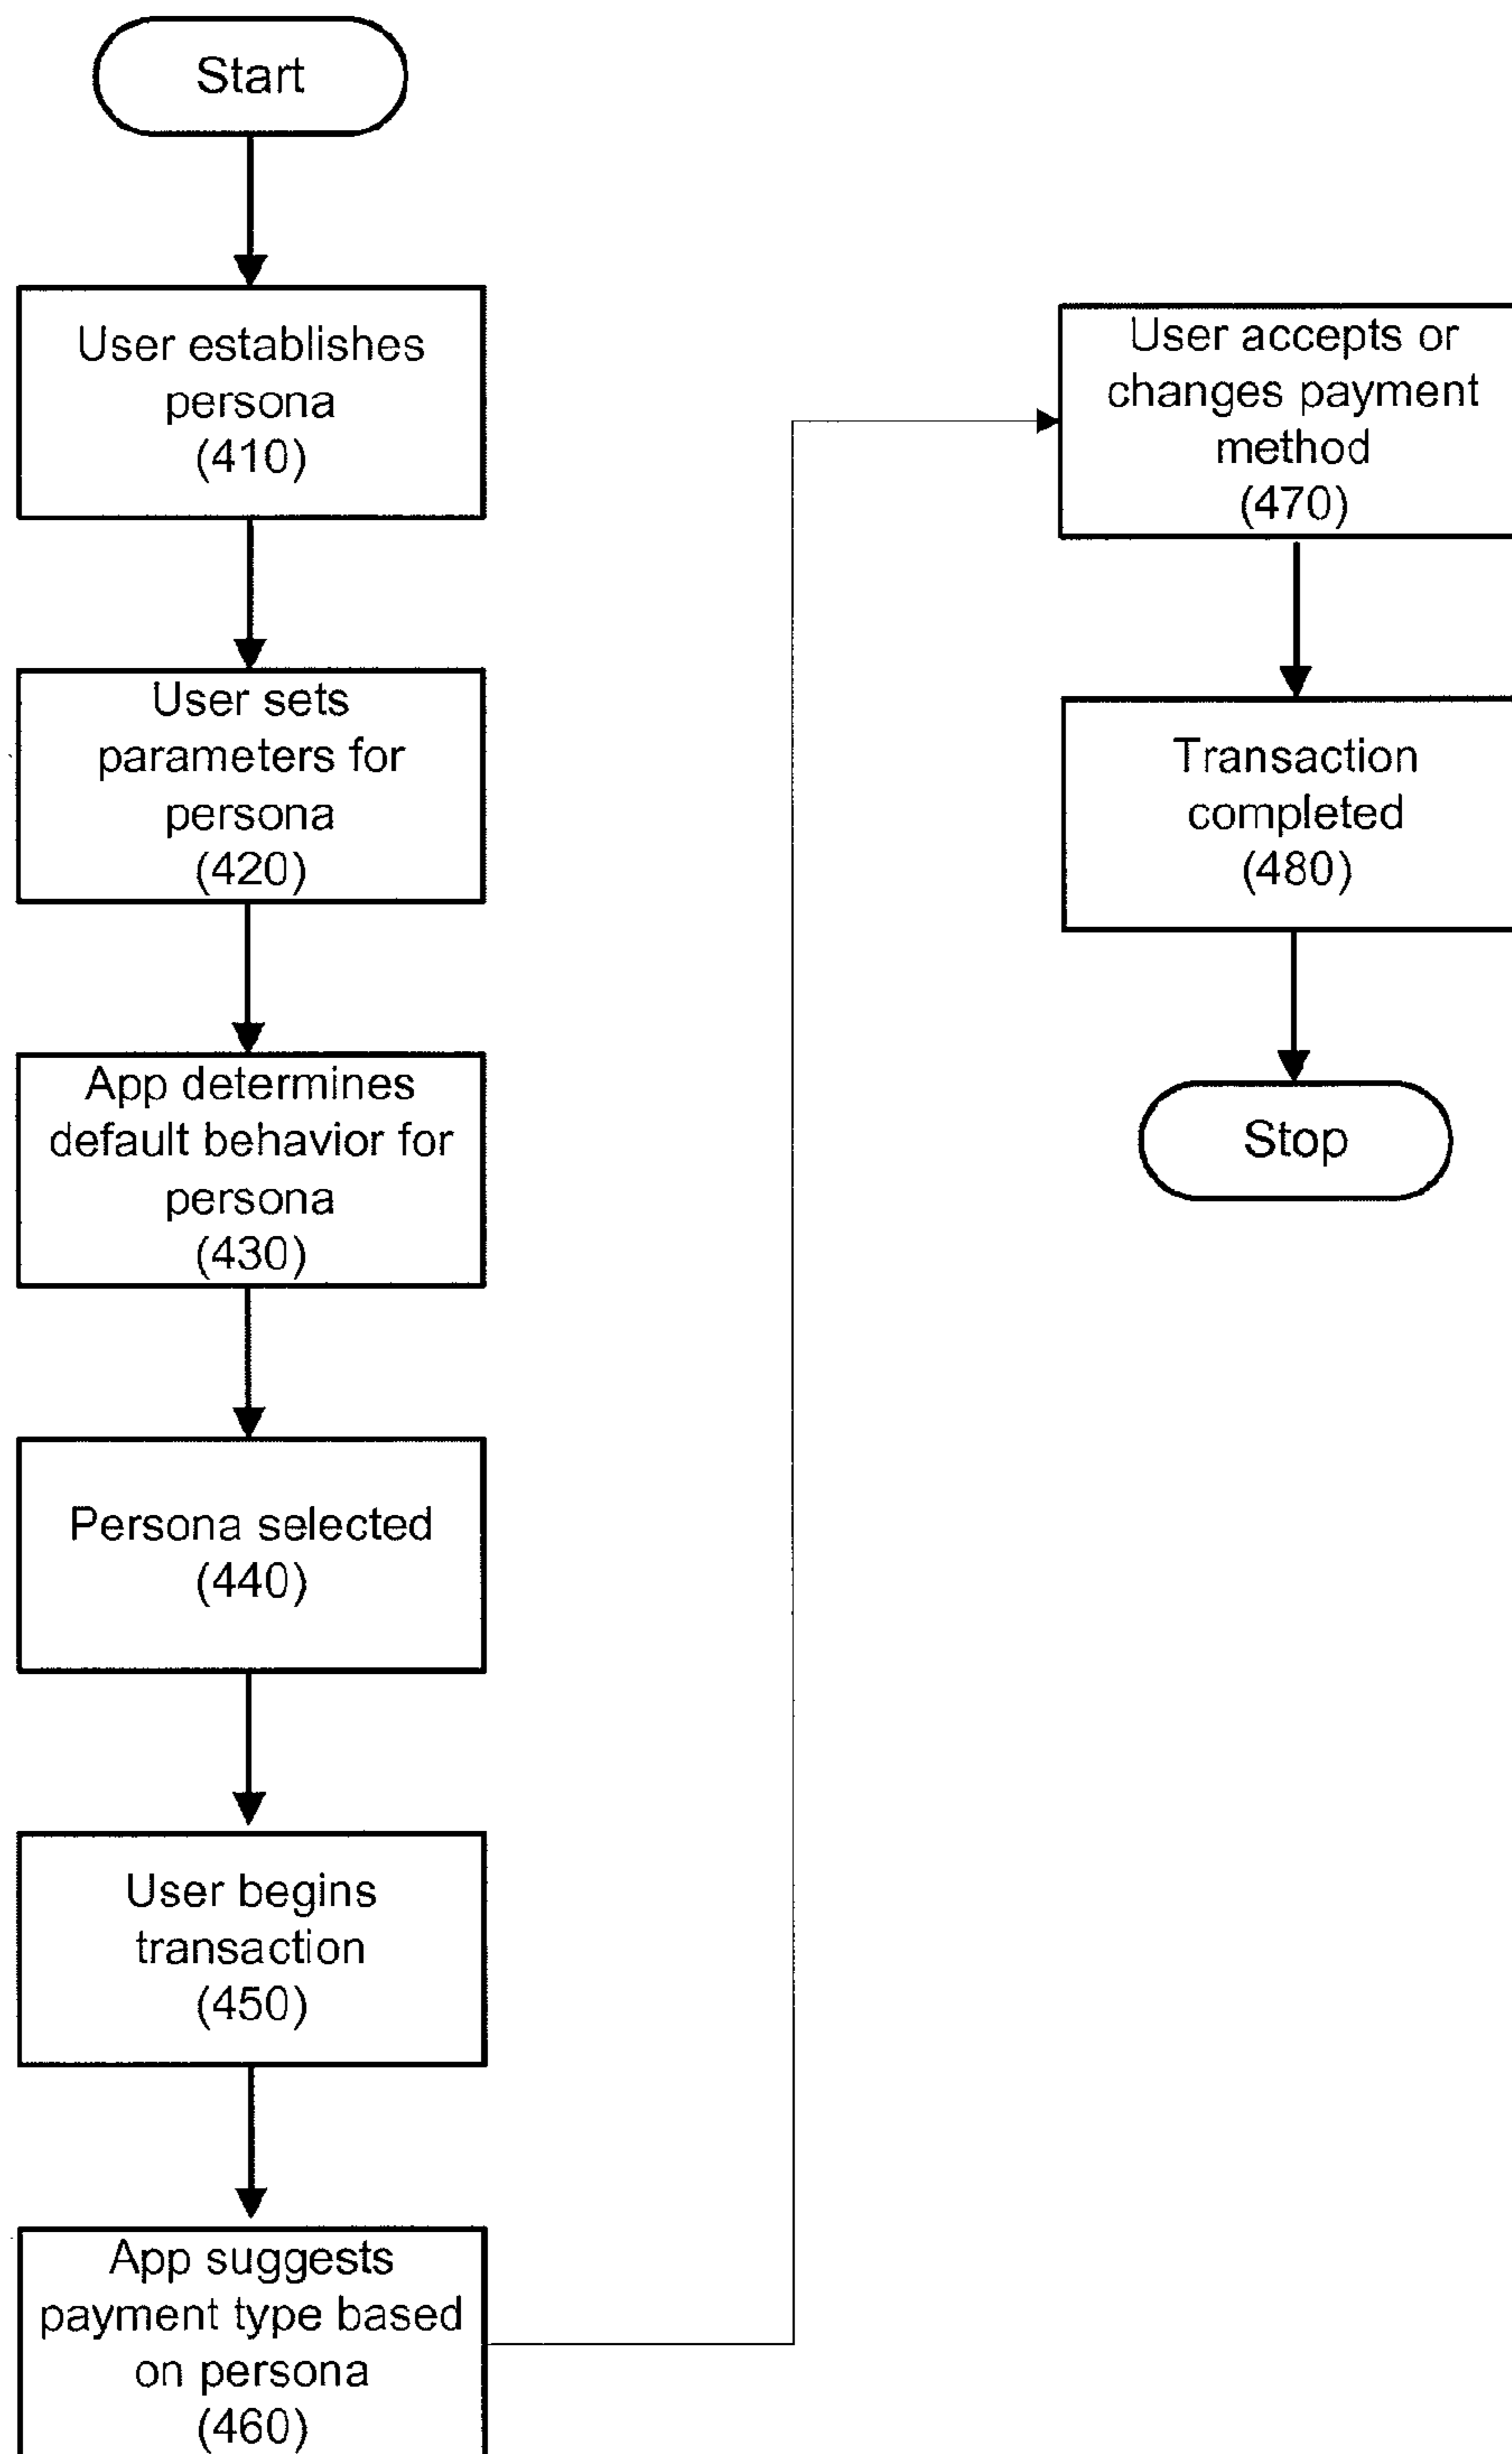 Start
User establishes
persona
(410)
User sets
parameters for
persona
(420)
App determines
default behavior for
persona
(430)
Persona selected
(440)
User begins
transaction
(450)
App suggests
payment type based
on persona
(460)
User accepts or
changes payment
method
(470)
Transaction
completed
(480)
Stop